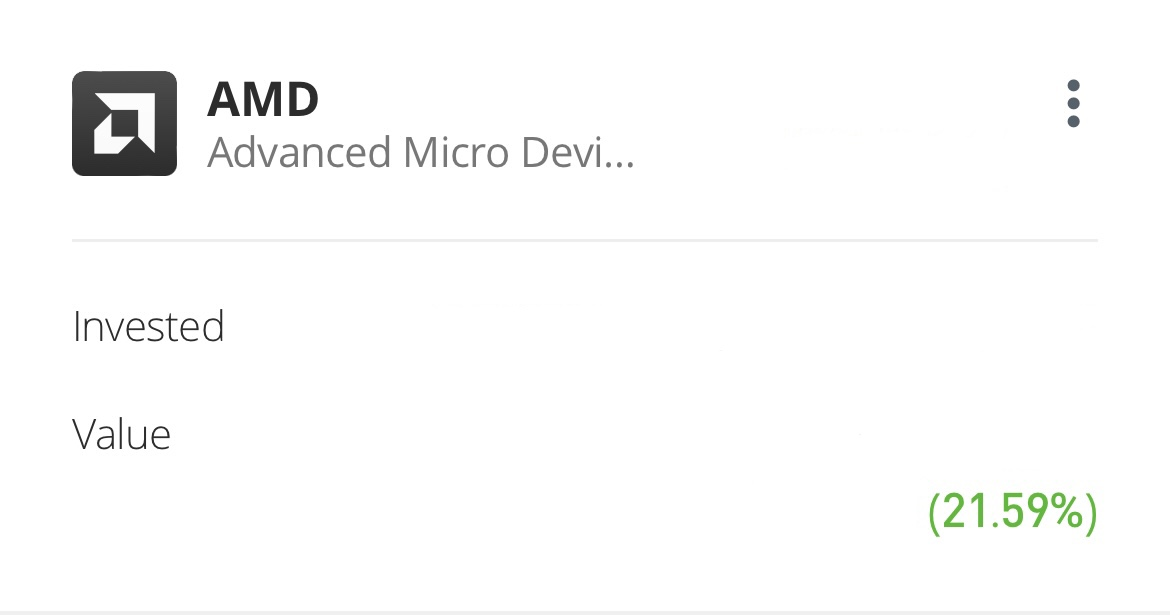 AMD
Advanced Micro Devi...
Invested
Value
(21.59%)